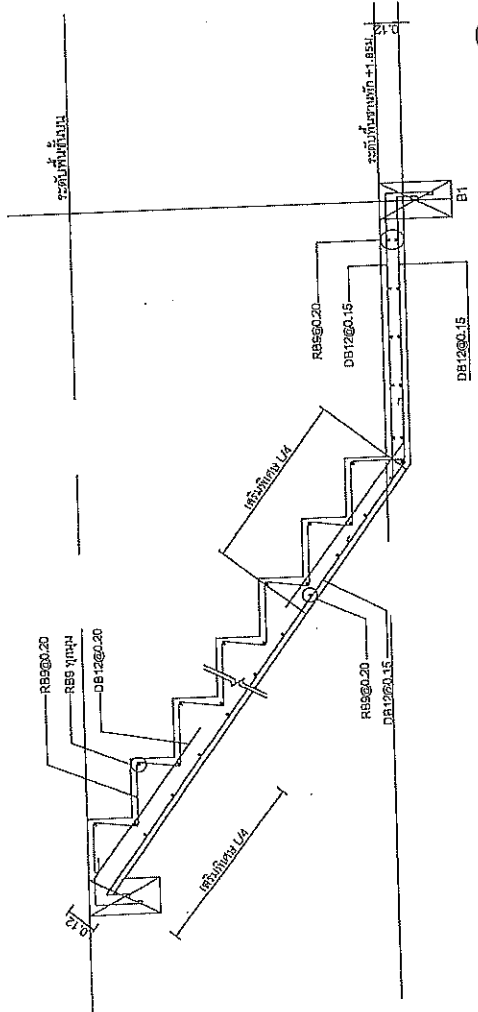 ระดับพื้นชั้นบน
ระดับพื้นชานพัก +1.85ม.
0.12
B1
RB9@0.20
DB12@0.15
DB12@0.15
เสริมพิเศษ L/4
RB9@0.20
RB9 ทุกมุม
DB12@0.20
RB9@0.20
DB12@0.15
เสริมพิเศษ L/4
0.12